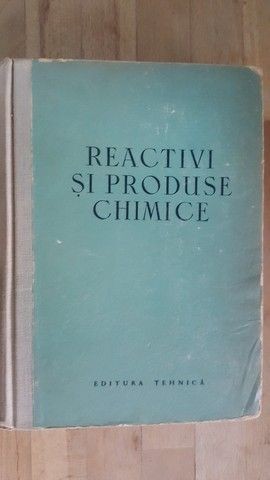 REACTIVI
ȘI PRODUSE
CHIMICE
EDITURA TEHNICĂ